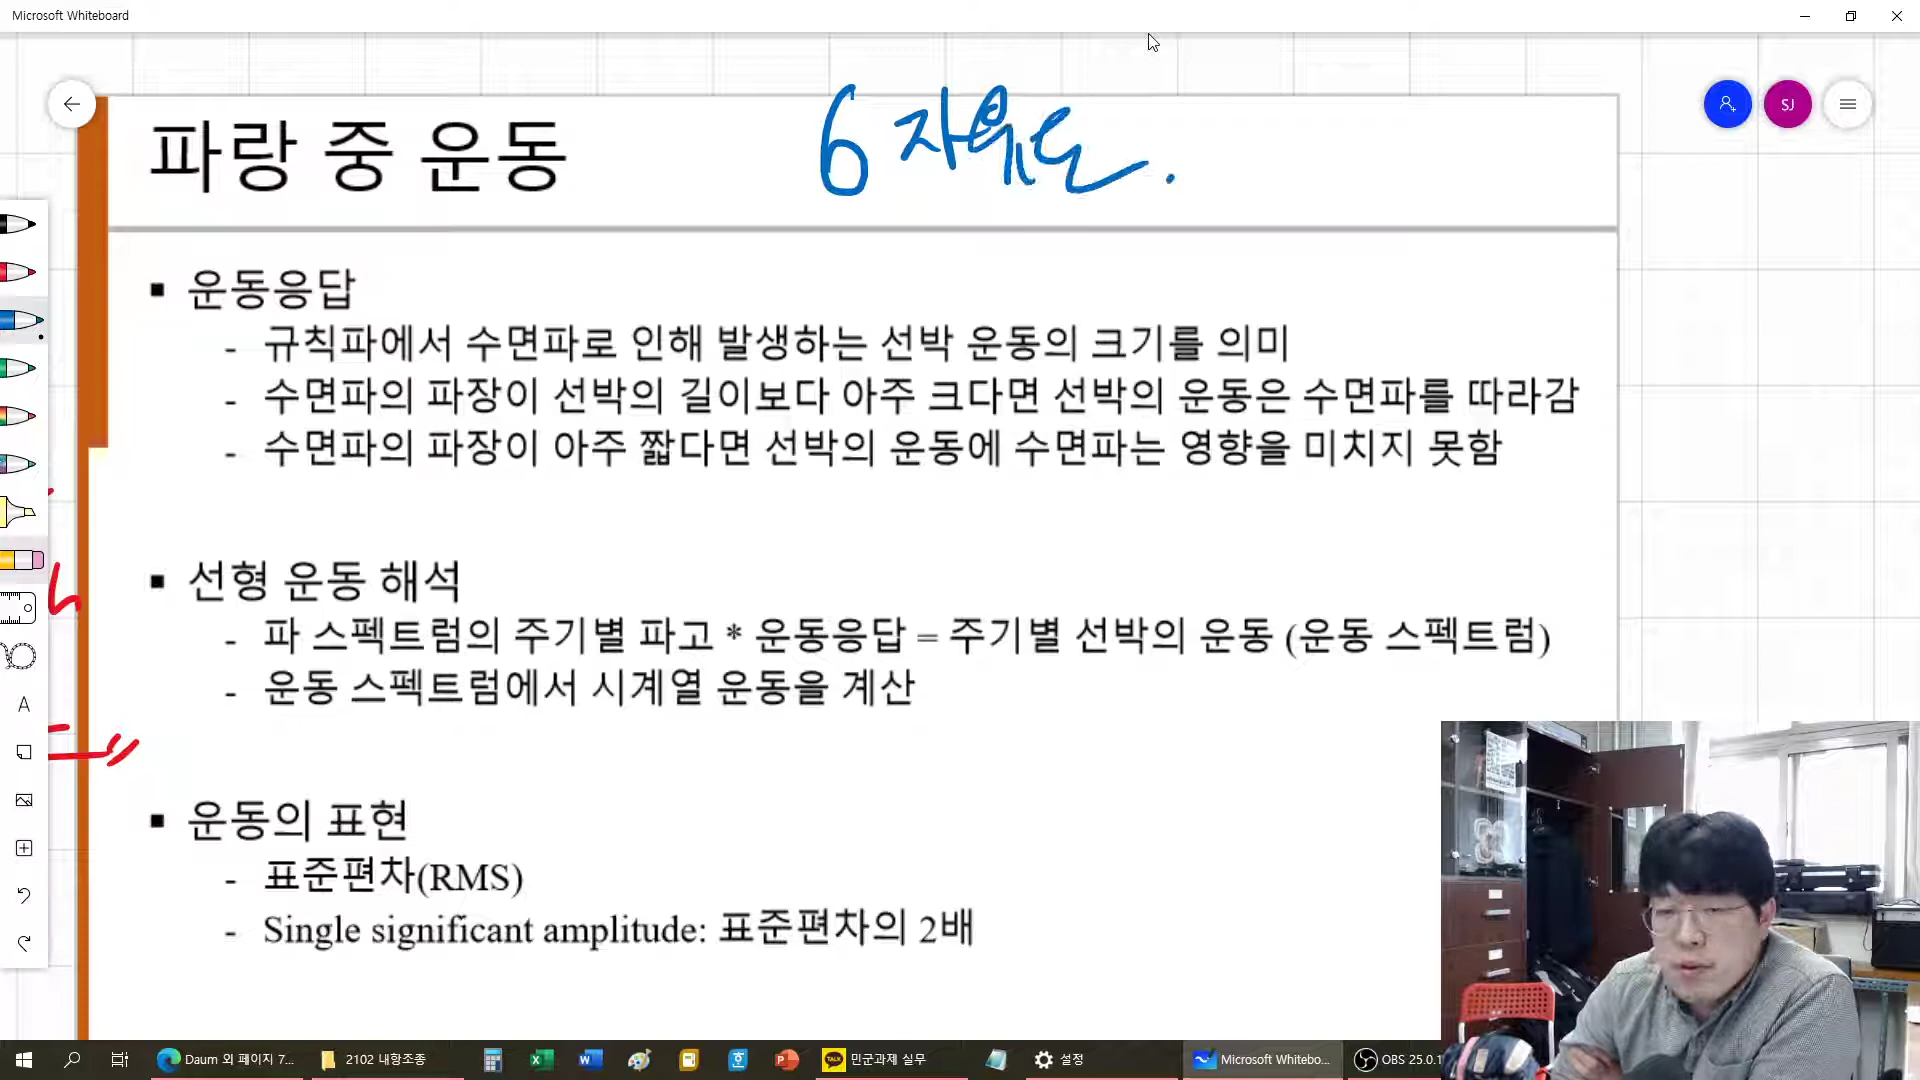 Microsoft Whiteboard
6 자유도.
SJ
파랑 중 운동
▪ 운동응답
- 규칙파에서 수면파로 인해 발생하는 선박 운동의 크기를 의미
- 수면파의 파장이 선박의 길이보다 아주 크다면 선박의 운동은 수면파를 따라감
- 수면파의 파장이 아주 짧다면 선박의 운동에 수면파는 영향을 미치지 못함
▪ 선형 운동 해석
- 파 스펙트럼의 주기별 파고 * 운동응답 = 주기별 선박의 운동 (운동 스펙트럼)
- 운동 스펙트럼에서 시계열 운동을 계산
▪ 운동의 표현
- 표준편차(RMS)
- Single significant amplitude: 표준편차의 2배
Daum 외 페이지 7... 2102 내항조종 민군과제 실무 설정 Microsoft Whitebo... OBS 25.0.1